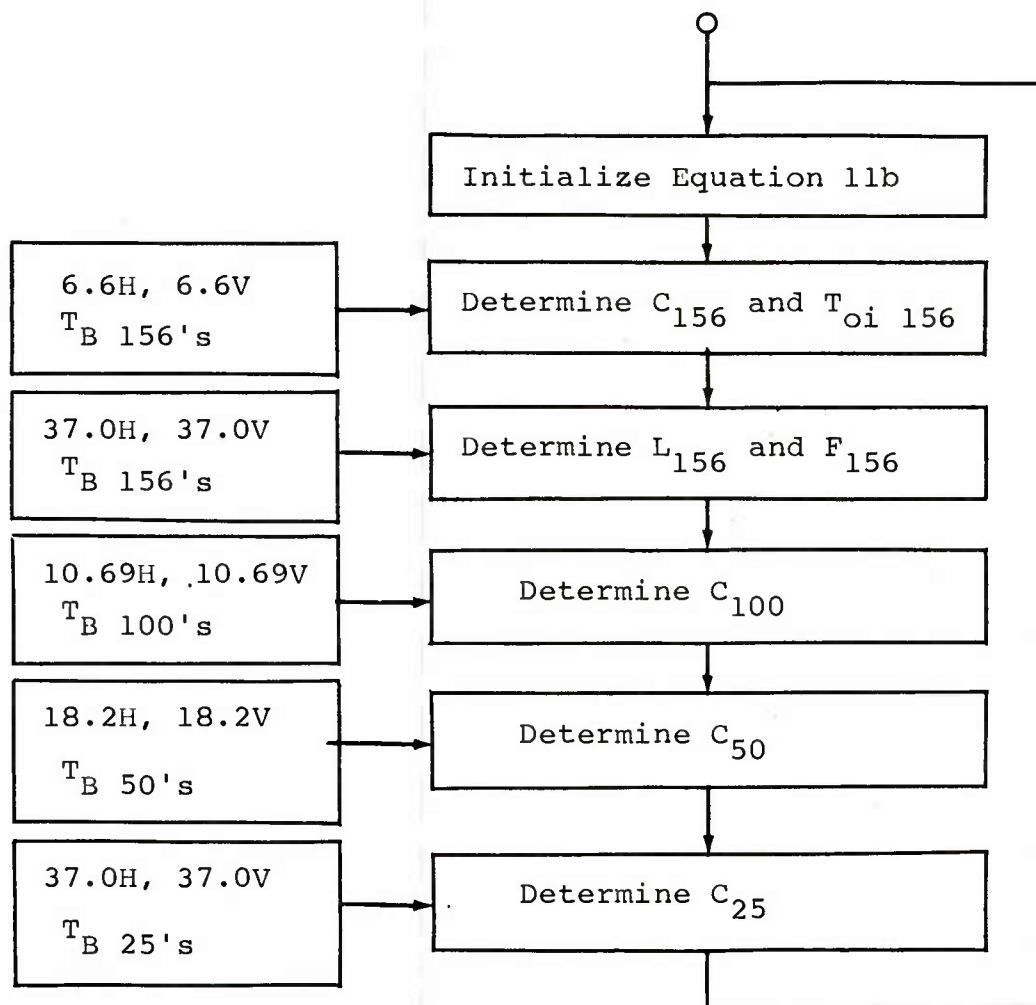 Initialize Equation 11b
6.6H, 6.6V
T_B 156's
Determine C_156 and T_oi 156
37.0H, 37.0V
T_B 156's
Determine L_156 and F_156
10.69H, 10.69V
T_B 100's
Determine C_100
18.2H, 18.2V
T_B 50's
Determine C_50
37.0H, 37.0V
T_B 25's
Determine C_25